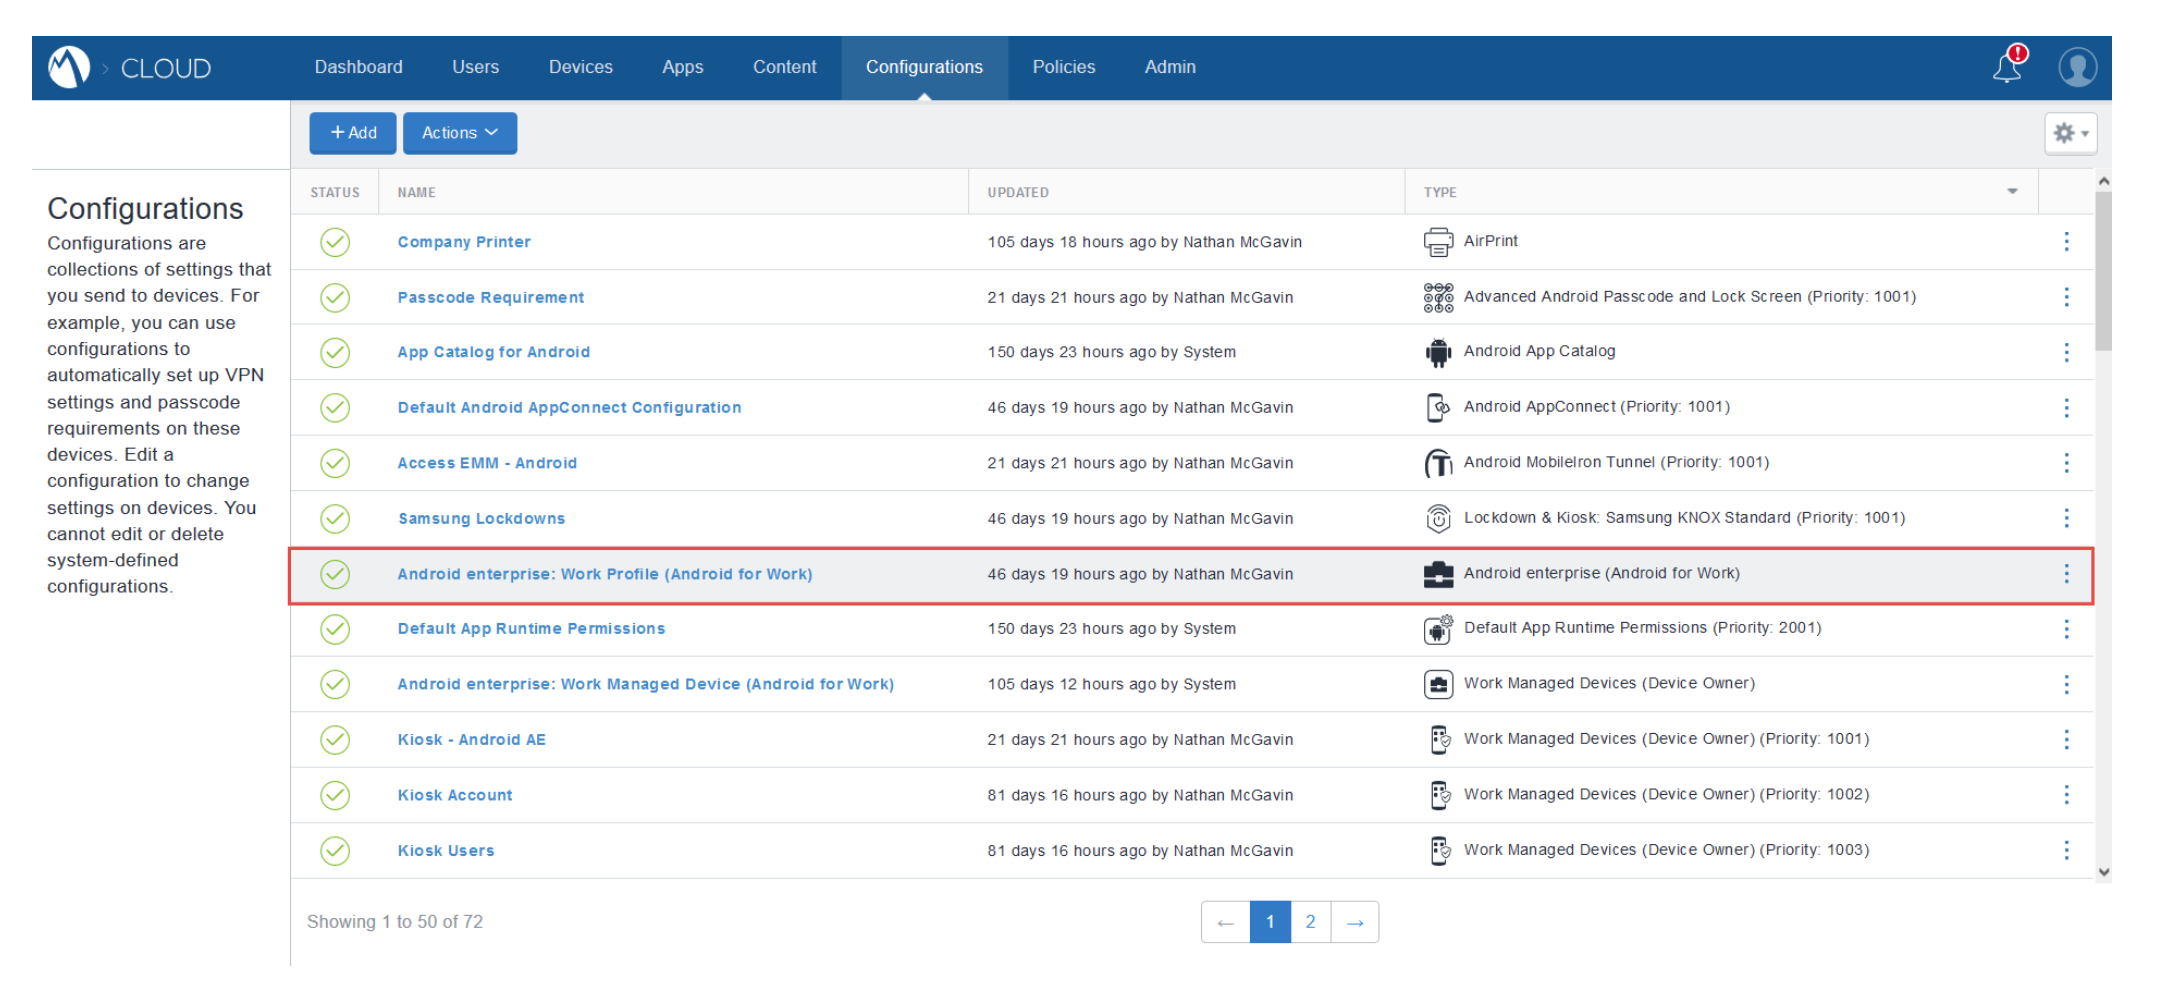 > CLOUD Dashboard Users Devices Apps Content Configurations Policies Admin
+ Add Actions
Configurations
Configurations are
collections of settings that
you send to devices. For
example, you can use
configurations to
automatically set up VPN
settings and passcode
requirements on these
devices. Edit a
configuration to change
settings on devices. You
cannot edit or delete
system-defined
configurations.
STATUS NAME UPDATED TYPE
Company Printer 105 days 18 hours ago by Nathan McGavin AirPrint
Passcode Requirement 21 days 21 hours ago by Nathan McGavin Advanced Android Passcode and Lock Screen (Priority: 1001)
App Catalog for Android 150 days 23 hours ago by System Android App Catalog
Default Android AppConnect Configuration 46 days 19 hours ago by Nathan McGavin Android AppConnect (Priority: 1001)
Access EMM - Android 21 days 21 hours ago by Nathan McGavin Android MobileIron Tunnel (Priority: 1001)
Samsung Lockdowns 46 days 19 hours ago by Nathan McGavin Lockdown & Kiosk: Samsung KNOX Standard (Priority: 1001)
Android enterprise: Work Profile (Android for Work) 46 days 19 hours ago by Nathan McGavin Android enterprise (Android for Work)
Default App Runtime Permissions 150 days 23 hours ago by System Default App Runtime Permissions (Priority: 2001)
Android enterprise: Work Managed Device (Android for Work) 105 days 12 hours ago by System Work Managed Devices (Device Owner)
Kiosk - Android AE 21 days 21 hours ago by Nathan McGavin Work Managed Devices (Device Owner) (Priority: 1001)
Kiosk Account 81 days 16 hours ago by Nathan McGavin Work Managed Devices (Device Owner) (Priority: 1002)
Kiosk Users 81 days 16 hours ago by Nathan McGavin Work Managed Devices (Device Owner) (Priority: 1003)
Showing 1 to 50 of 72 ← 1 2 →